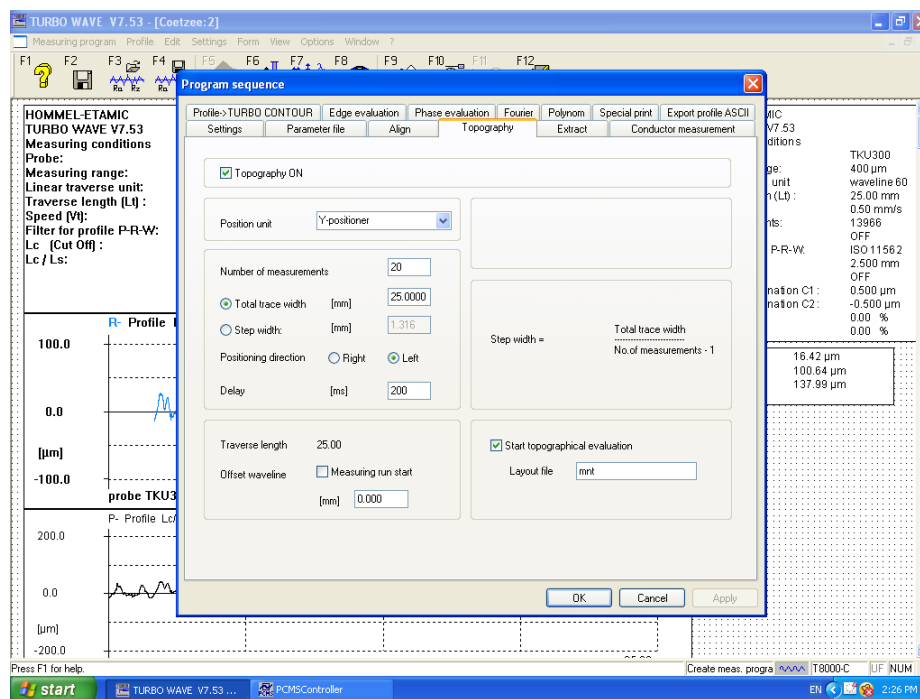 TURBO WAVE V7.53 - [Coetzee:2]
Measuring program Profile Edit Settings Form View Options Window ?
F1 F2 F3 F4 F5 F6 F7 F8 F9 F10 F11 F12
Ra Rz Ra
Program sequence
Profile->TURBO CONTOUR Edge evaluation Phase evaluation Fourier Polynom Special print Export profile ASCII
Settings Parameter file Align Topography Extract Conductor measurement
Topography ON
Position unit Y-positioner
Number of measurements 20
Total trace width [mm] 25.0000
Step width: [mm] 1.316
Positioning direction Right Left
Delay [ms] 200
Step width = Total trace width
No.of measurements - 1
Traverse length 25.00
Offset waveline Measuring run start
[mm] 0.000
Start topographical evaluation
Layout file mnt
OK Cancel Apply
HOMMEL-ETAMIC
TURBO WAVE V7.53
Measuring conditions
Probe:
Measuring range:
Linear traverse unit:
Traverse length (Lt) :
Speed (Vt):
Filter for profile P-R-W:
Lc (Cut Off) :
Lc / Ls:
MIC
V7.53
ditions
TKU300
ge: 400 µm
unit waveline 60
n (Lt) : 25.00 mm
0.50 mm/s
nts: 13966
OFF
P-R-W: ISO 11562
2.500 mm
OFF
nation C1 : 0.500 µm
nation C2 : -0.500 µm
0.00 %
0.00 %
16.42 µm
100.64 µm
137.99 µm
R- Profile
100.0
0.0
[µm]
-100.0
probe TKU3
P- Profile Lc/
200.0
0.0
[µm]
-200.0
Press F1 for help.
Create meas. progra T8000-C UF NUM
start TURBO WAVE V7.53 ... PCMSController EN 2:26 PM